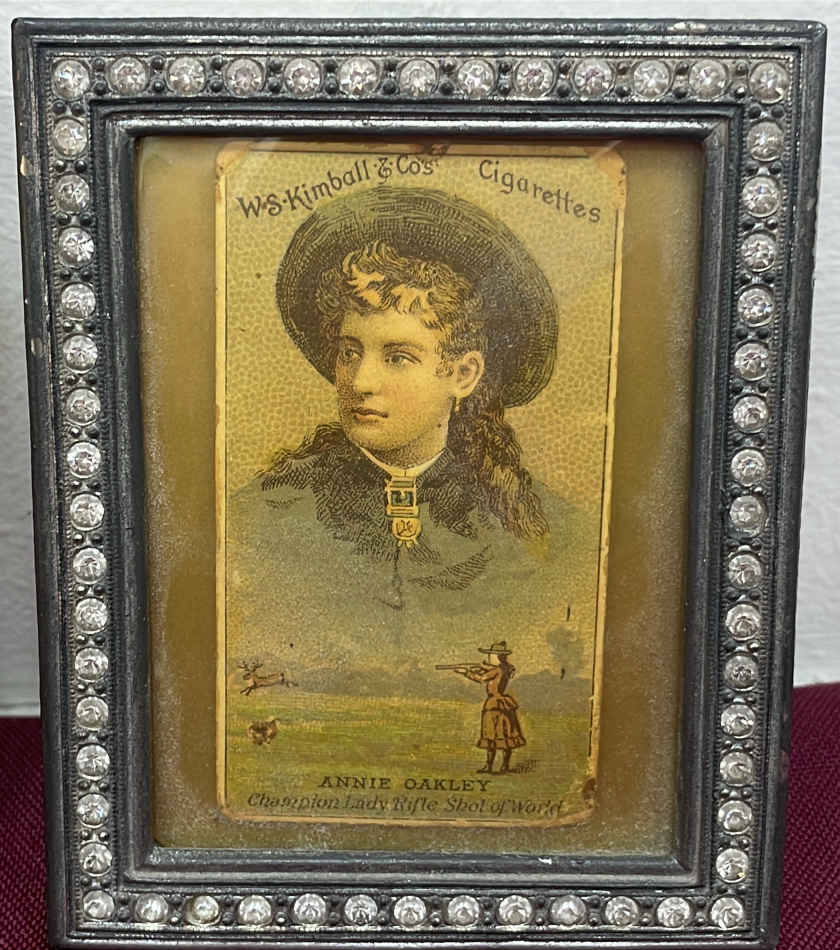 W·S·Kimball & Co's Cigarettes
ANNIE OAKLEY
Champion Lady Rifle Shot of World